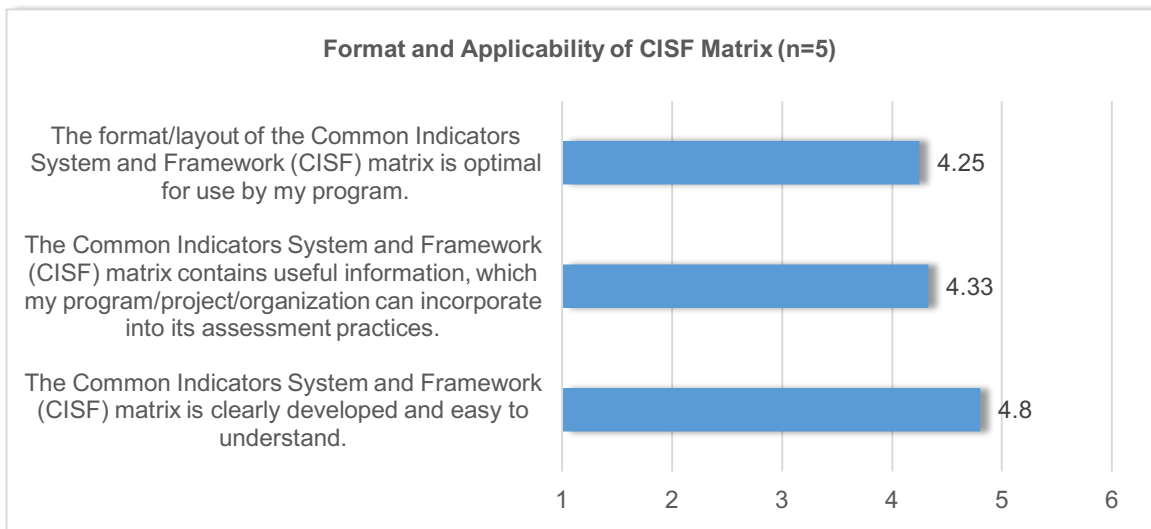 Format and Applicability of CISF Matrix (n=5)
The format/layout of the Common Indicators
System and Framework (CISF) matrix is optimal
for use by my program.
4.25
The Common Indicators System and Framework
(CISF) matrix contains useful information, which
my program/project/organization can incorporate
into its assessment practices.
4.33
The Common Indicators System and Framework
(CISF) matrix is clearly developed and easy to
understand.
4.8
1 2 3 4 5 6